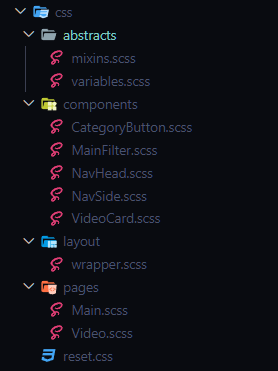 css
abstracts
mixins.scss
variables.scss
components
CategoryButton.scss
MainFilter.scss
NavHead.scss
NavSide.scss
VideoCard.scss
layout
wrapper.scss
pages
Main.scss
Video.scss
reset.css